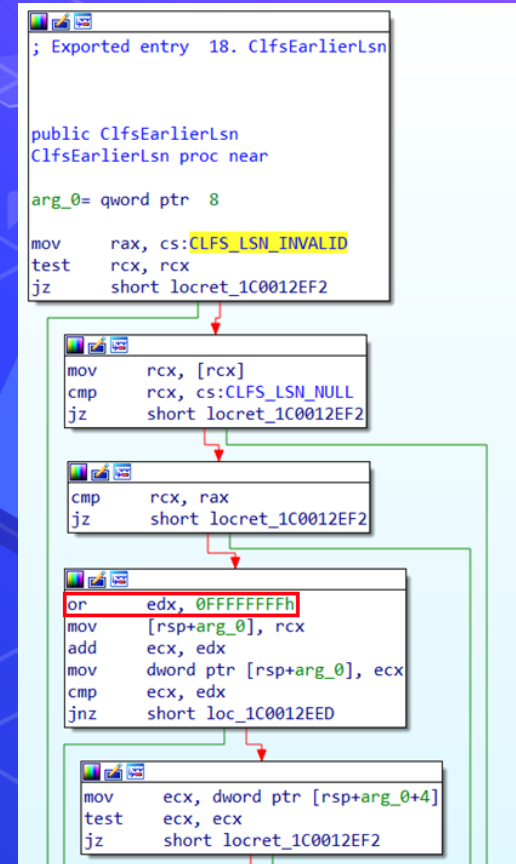 ; Exported entry  18. ClfsEarlierLsn
public ClfsEarlierLsn
ClfsEarlierLsn proc near
arg_0= qword ptr  8
mov     rax, cs:CLFS_LSN_INVALID
test    rcx, rcx
jz      short locret_1C0012EF2
mov     rcx, [rcx]
cmp     rcx, cs:CLFS_LSN_NULL
jz      short locret_1C0012EF2
cmp     rcx, rax
jz      short locret_1C0012EF2
or      edx, 0FFFFFFFFh
mov     [rsp+arg_0], rcx
add     ecx, edx
mov     dword ptr [rsp+arg_0], ecx
cmp     ecx, edx
jnz     short loc_1C0012EED
mov     ecx, dword ptr [rsp+arg_0+4]
test    ecx, ecx
jz      short locret_1C0012EF2